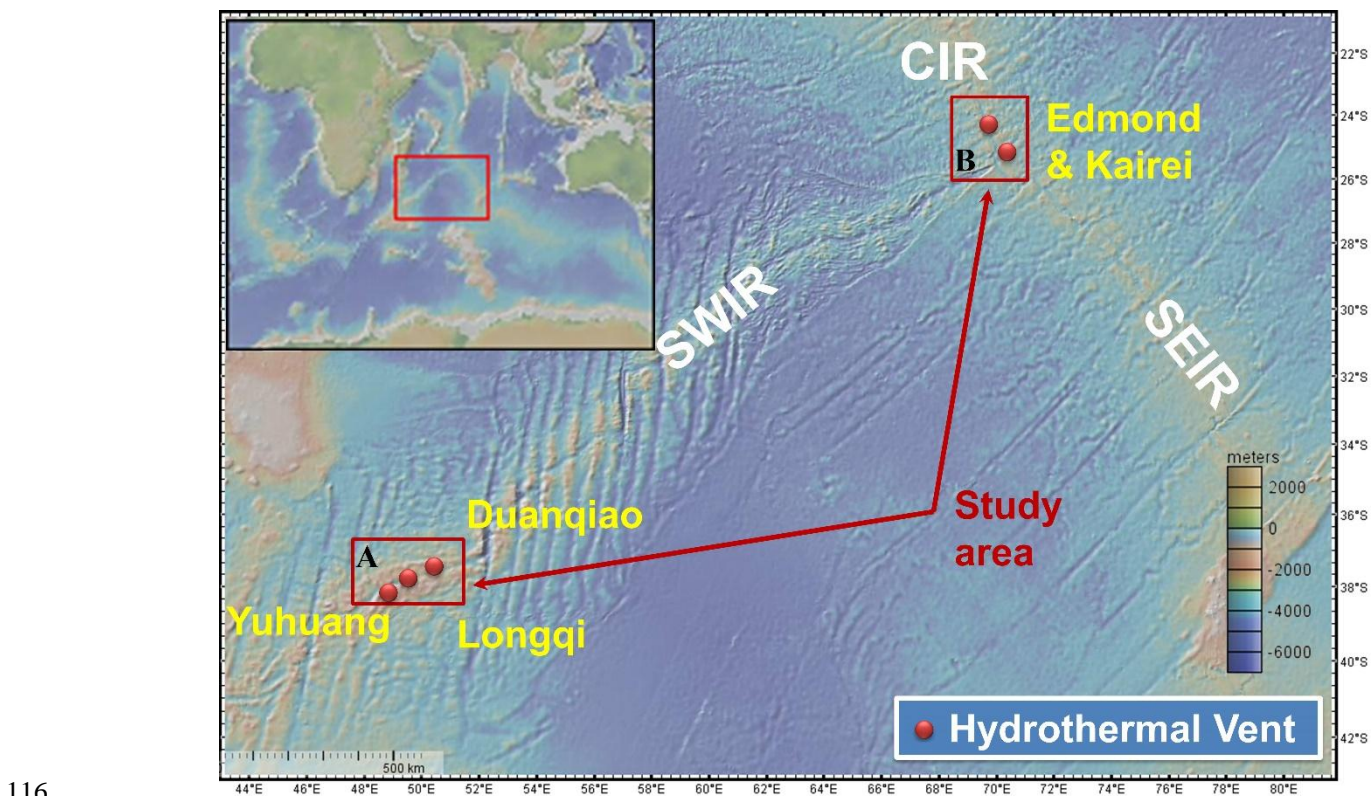 CIR
Edmond
& Kairei
B
SWIR
SEIR
Study
area
Duanqiao
A
Yuhuang
Longqi
meters
2000
0
-2000
-4000
-6000
Hydrothermal Vent
500 km
22°S
24°S
26°S
28°S
30°S
32°S
34°S
36°S
38°S
40°S
42°S
116
44°E 46°E 48°E 50°E 52°E 54°E 56°E 58°E 60°E 62°E 64°E 66°E 68°E 70°E 72°E 74°E 76°E 78°E 80°E